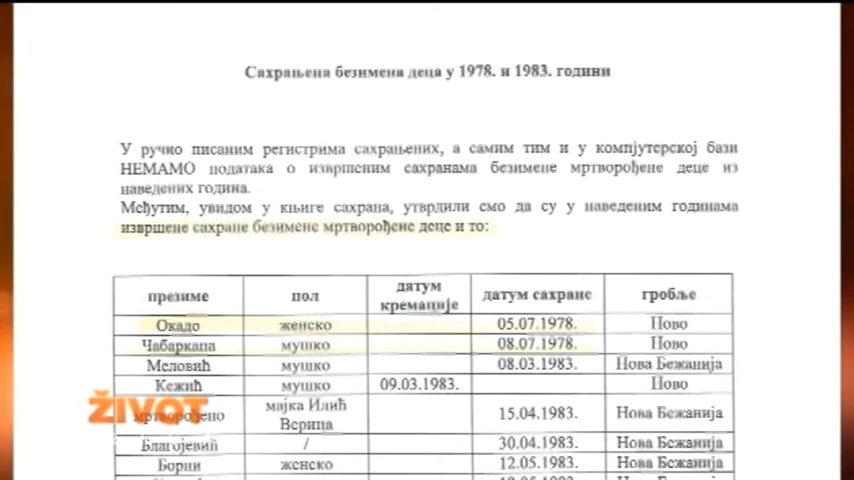 Сахрањена безимена деца у 1978. и 1983. години
У ручно писаним регистрима сахрањених, а самим тим и у компјутерској бази
НЕМАМО података о извршеним сахранама безимене мртворођене деце из
наведених година.
Међутим, увидом у књиге сахрана, утврдили смо да су у наведеним годинама
извршене сахране безимене мртворођене деце и то:
презиме пол датум кремације датум сахране гробље
Окадо женско 05.07.1978. Ново
Чабаркапа мушко 08.07.1978. Ново
Меловић мушко 08.03.1983. Нова Бежанија
Кежић мушко 09.03.1983. Ново
мртворођено мајка Илић Верица 15.04.1983. Нова Бежанија
Благојевић / 30.04.1983. Нова Бежанија
Борни женско 12.05.1983. Нова Бежанија
ŽIVOT